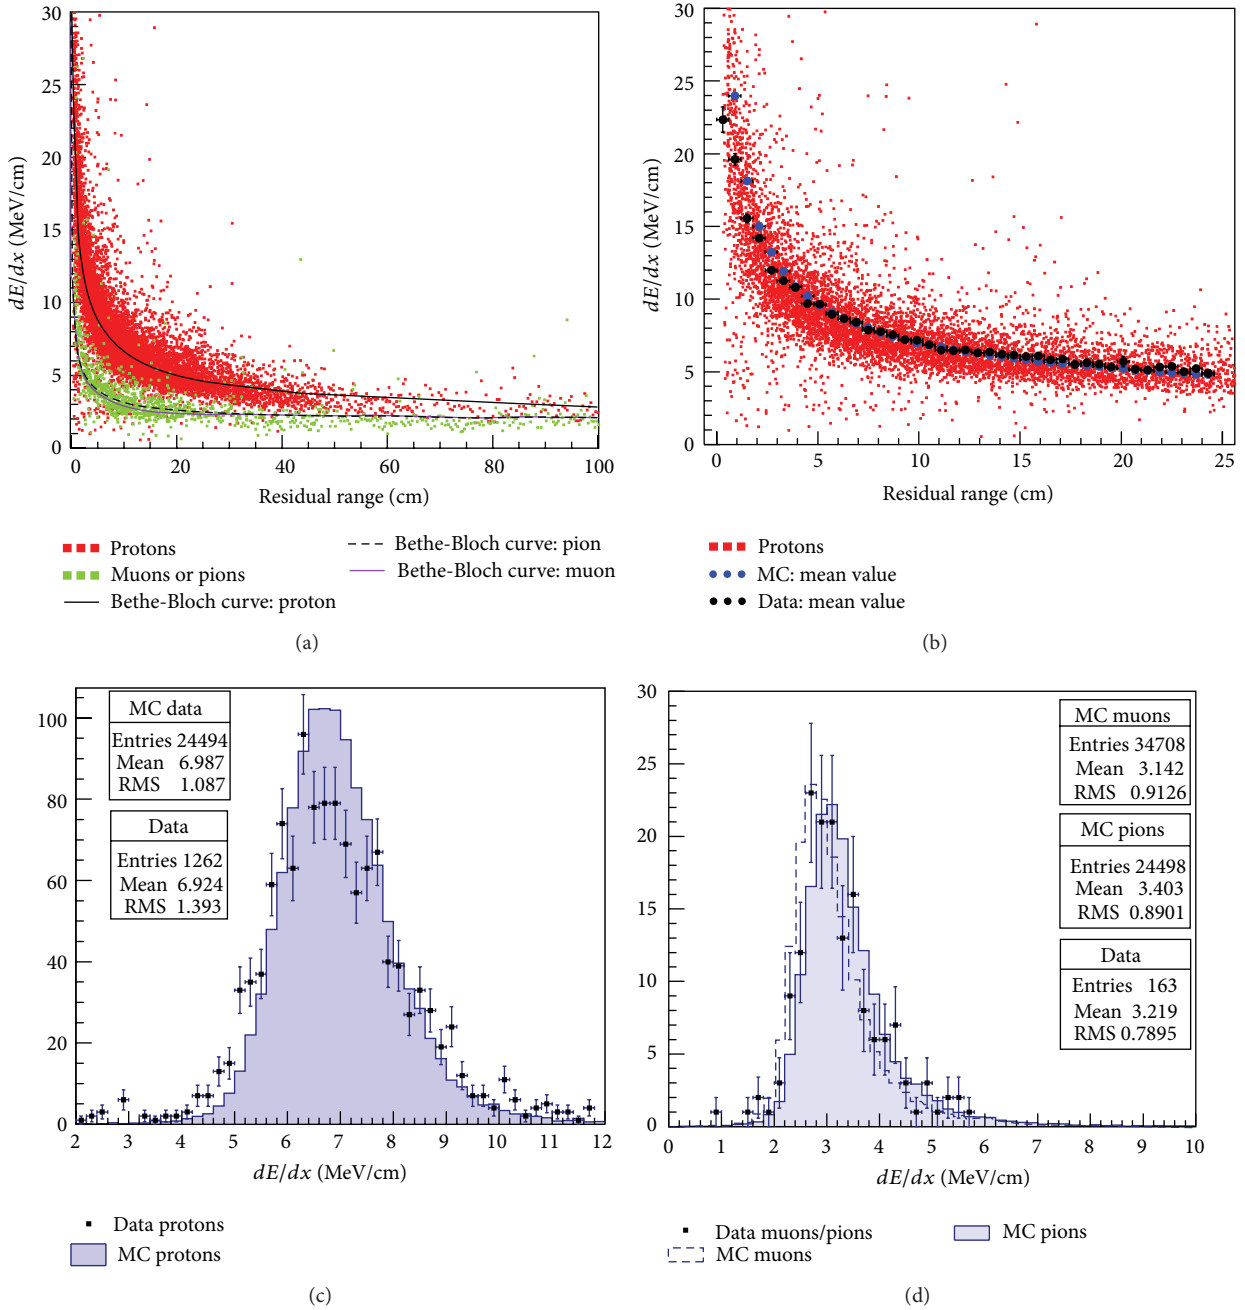 30
25
20
15
10
5
0
dE/dx (MeV/cm)
0 20 40 60 80 100
Residual range (cm)
Protons
Muons or pions
Bethe-Bloch curve: proton
Bethe-Bloch curve: pion
Bethe-Bloch curve: muon
(a)
30
25
20
15
10
5
0
dE/dx (MeV/cm)
0 5 10 15 20 25
Residual range (cm)
Protons
MC: mean value
Data: mean value
(b)
100
80
60
40
20
0
MC data
Entries 24494
Mean 6.987
RMS 1.087
Data
Entries 1262
Mean 6.924
RMS 1.393
2 3 4 5 6 7 8 9 10 11 12
dE/dx (MeV/cm)
Data protons
MC protons
(c)
30
25
20
15
10
5
0
MC muons
Entries 34708
Mean 3.142
RMS 0.9126
MC pions
Entries 24498
Mean 3.403
RMS 0.8901
Data
Entries 163
Mean 3.219
RMS 0.7895
0 1 2 3 4 5 6 7 8 9 10
dE/dx (MeV/cm)
Data muons/pions
MC muons
MC pions
(d)